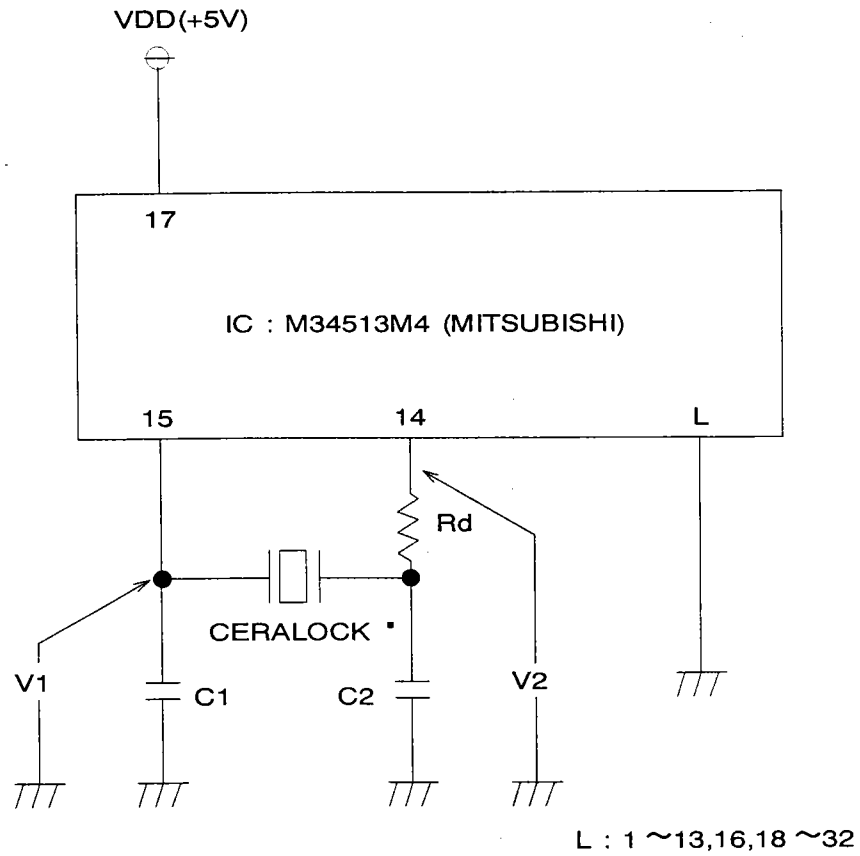 VDD(+5V)
17
IC : M34513M4 (MITSUBISHI)
15
14
L
Rd
CERALOCK
V1
C1
C2
V2
L : 1 ~13,16,18 ~32